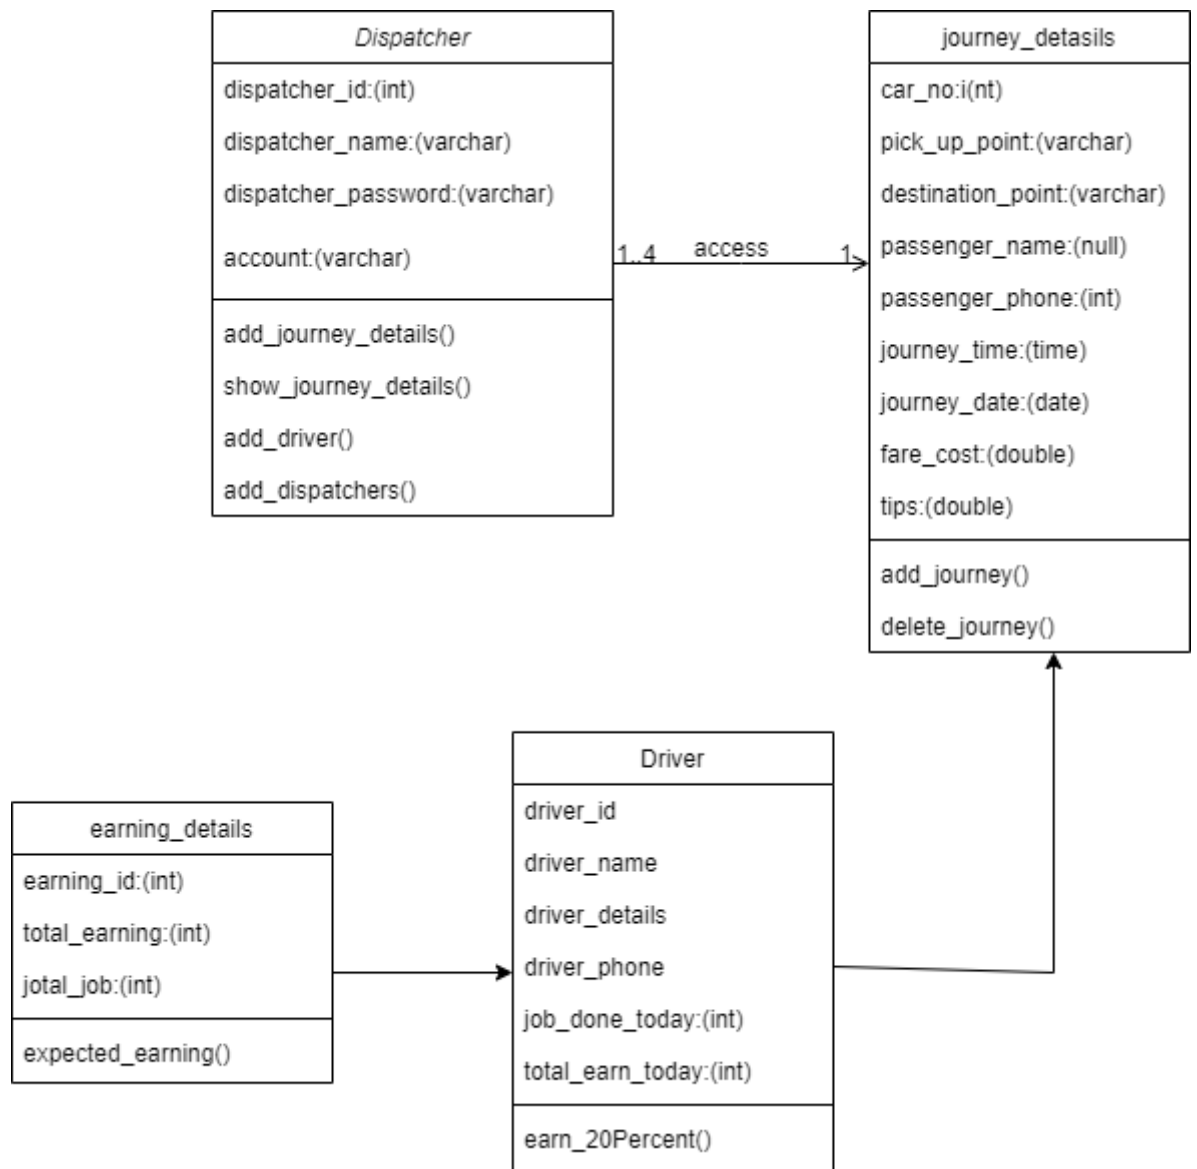 Dispatcher
dispatcher_id:(int)
dispatcher_name:(varchar)
dispatcher_password:(varchar)
account:(varchar)
add_journey_details()
show_journey_details()
add_driver()
add_dispatchers()
1..4
access
1
journey_detasils
car_no:i(nt)
pick_up_point:(varchar)
destination_point:(varchar)
passenger_name:(null)
passenger_phone:(int)
journey_time:(time)
journey_date:(date)
fare_cost:(double)
tips:(double)
add_journey()
delete_journey()
earning_details
earning_id:(int)
total_earning:(int)
jotal_job:(int)
expected_earning()
Driver
driver_id
driver_name
driver_details
driver_phone
job_done_today:(int)
total_earn_today:(int)
earn_20Percent()